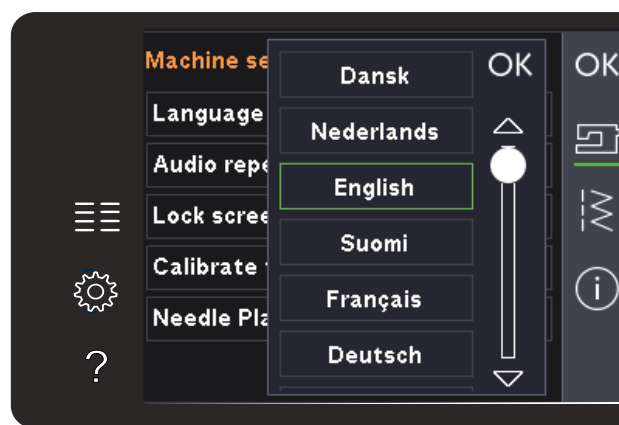 Machine se
Language
Audio repe
Lock scree
Calibrate
Needle Pla
Dansk
Nederlands
English
Suomi
Français
Deutsch
OK
OK
?
i